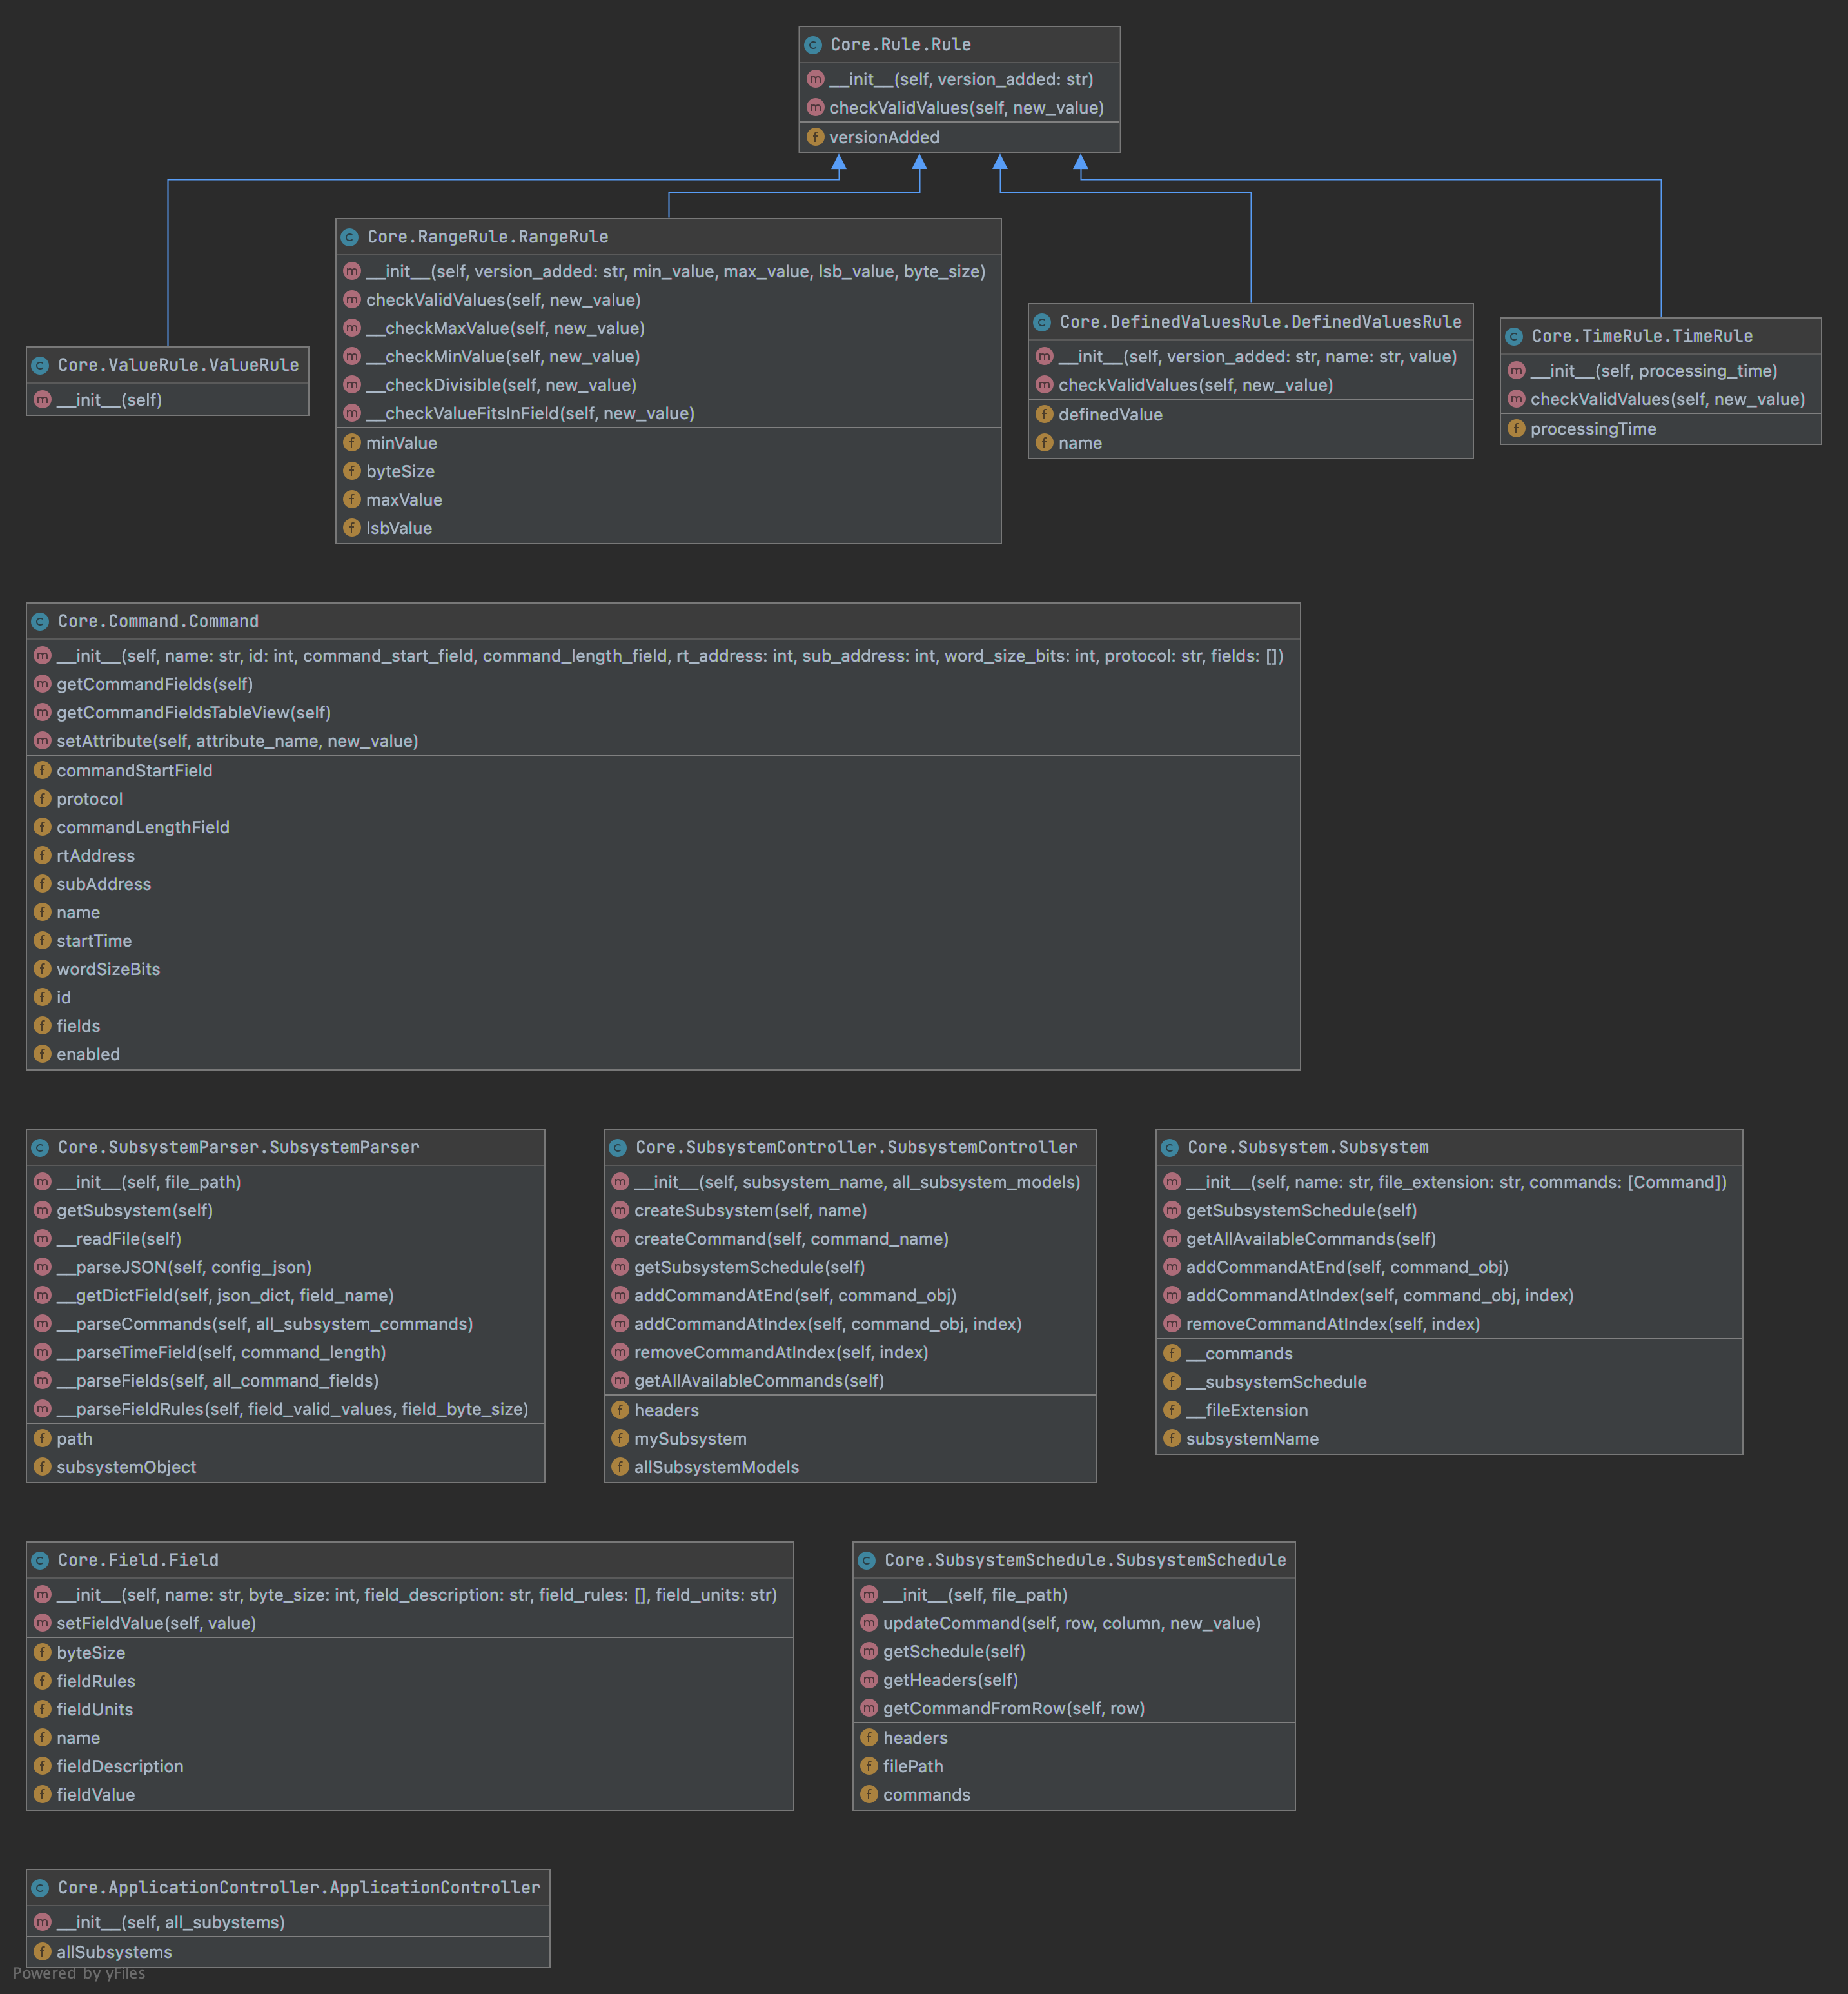 Core.Rule.Rule
__init__(self, version_added: str)
checkValidValues(self, new_value)
versionAdded
Core.ValueRule.ValueRule
__init__(self)
Core.RangeRule.RangeRule
__init__(self, version_added: str, min_value, max_value, lsb_value, byte_size)
checkValidValues(self, new_value)
__checkMaxValue(self, new_value)
__checkMinValue(self, new_value)
__checkDivisible(self, new_value)
__checkValueFitsInField(self, new_value)
minValue
byteSize
maxValue
lsbValue
Core.DefinedValuesRule.DefinedValuesRule
__init__(self, version_added: str, name: str, value)
checkValidValues(self, new_value)
definedValue
name
Core.TimeRule.TimeRule
__init__(self, processing_time)
checkValidValues(self, new_value)
processingTime
Core.Command.Command
__init__(self, name: str, id: int, command_start_field, command_length_field, rt_address: int, sub_address: int, word_size_bits: int, protocol: str, fields: [])
getCommandFields(self)
getCommandFieldsTableView(self)
setAttribute(self, attribute_name, new_value)
commandStartField
protocol
commandLengthField
rtAddress
subAddress
name
startTime
wordSizeBits
id
fields
enabled
Core.SubsystemParser.SubsystemParser
__init__(self, file_path)
getSubsystem(self)
__readFile(self)
__parseJSON(self, config_json)
__getDictField(self, json_dict, field_name)
__parseCommands(self, all_subsystem_commands)
__parseTimeField(self, command_length)
__parseFields(self, all_command_fields)
__parseFieldRules(self, field_valid_values, field_byte_size)
path
subsystemObject
Core.SubsystemController.SubsystemController
__init__(self, subsystem_name, all_subsystem_models)
createSubsystem(self, name)
createCommand(self, command_name)
getSubsystemSchedule(self)
addCommandAtEnd(self, command_obj)
addCommandAtIndex(self, command_obj, index)
removeCommandAtIndex(self, index)
getAllAvailableCommands(self)
headers
mySubsystem
allSubsystemModels
Core.Subsystem.Subsystem
__init__(self, name: str, file_extension: str, commands: [Command])
getSubsystemSchedule(self)
getAllAvailableCommands(self)
addCommandAtEnd(self, command_obj)
addCommandAtIndex(self, command_obj, index)
removeCommandAtIndex(self, index)
__commands
__subsystemSchedule
__fileExtension
subsystemName
Core.Field.Field
__init__(self, name: str, byte_size: int, field_description: str, field_rules: [], field_units: str)
setFieldValue(self, value)
byteSize
fieldRules
fieldUnits
name
fieldDescription
fieldValue
Core.SubsystemSchedule.SubsystemSchedule
__init__(self, file_path)
updateCommand(self, row, column, new_value)
getSchedule(self)
getHeaders(self)
getCommandFromRow(self, row)
headers
filePath
commands
Core.ApplicationController.ApplicationController
__init__(self, all_subystems)
allSubsystems
Powered by yFiles